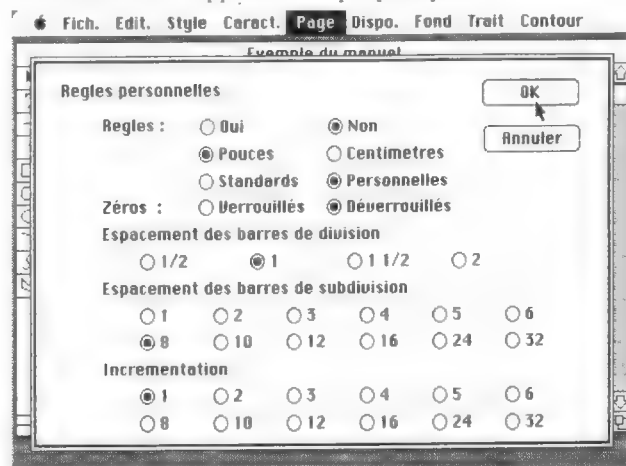 Fich. Edit. Style Caract. Page Dispo. Fond Trait Contour
Exemple du manuel
Regles personnelles
OK
Annuler
Regles : Oui Non
Pouces Centimetres
Standards Personnelles
Zéros : Verrouillés Déverrouillés
Espacement des barres de division
1/2 1 1 1/2 2
Espacement des barres de subdivision
1 2 3 4 5 6
8 10 12 16 24 32
Incrementation
1 2 3 4 5 6
8 10 12 16 24 32